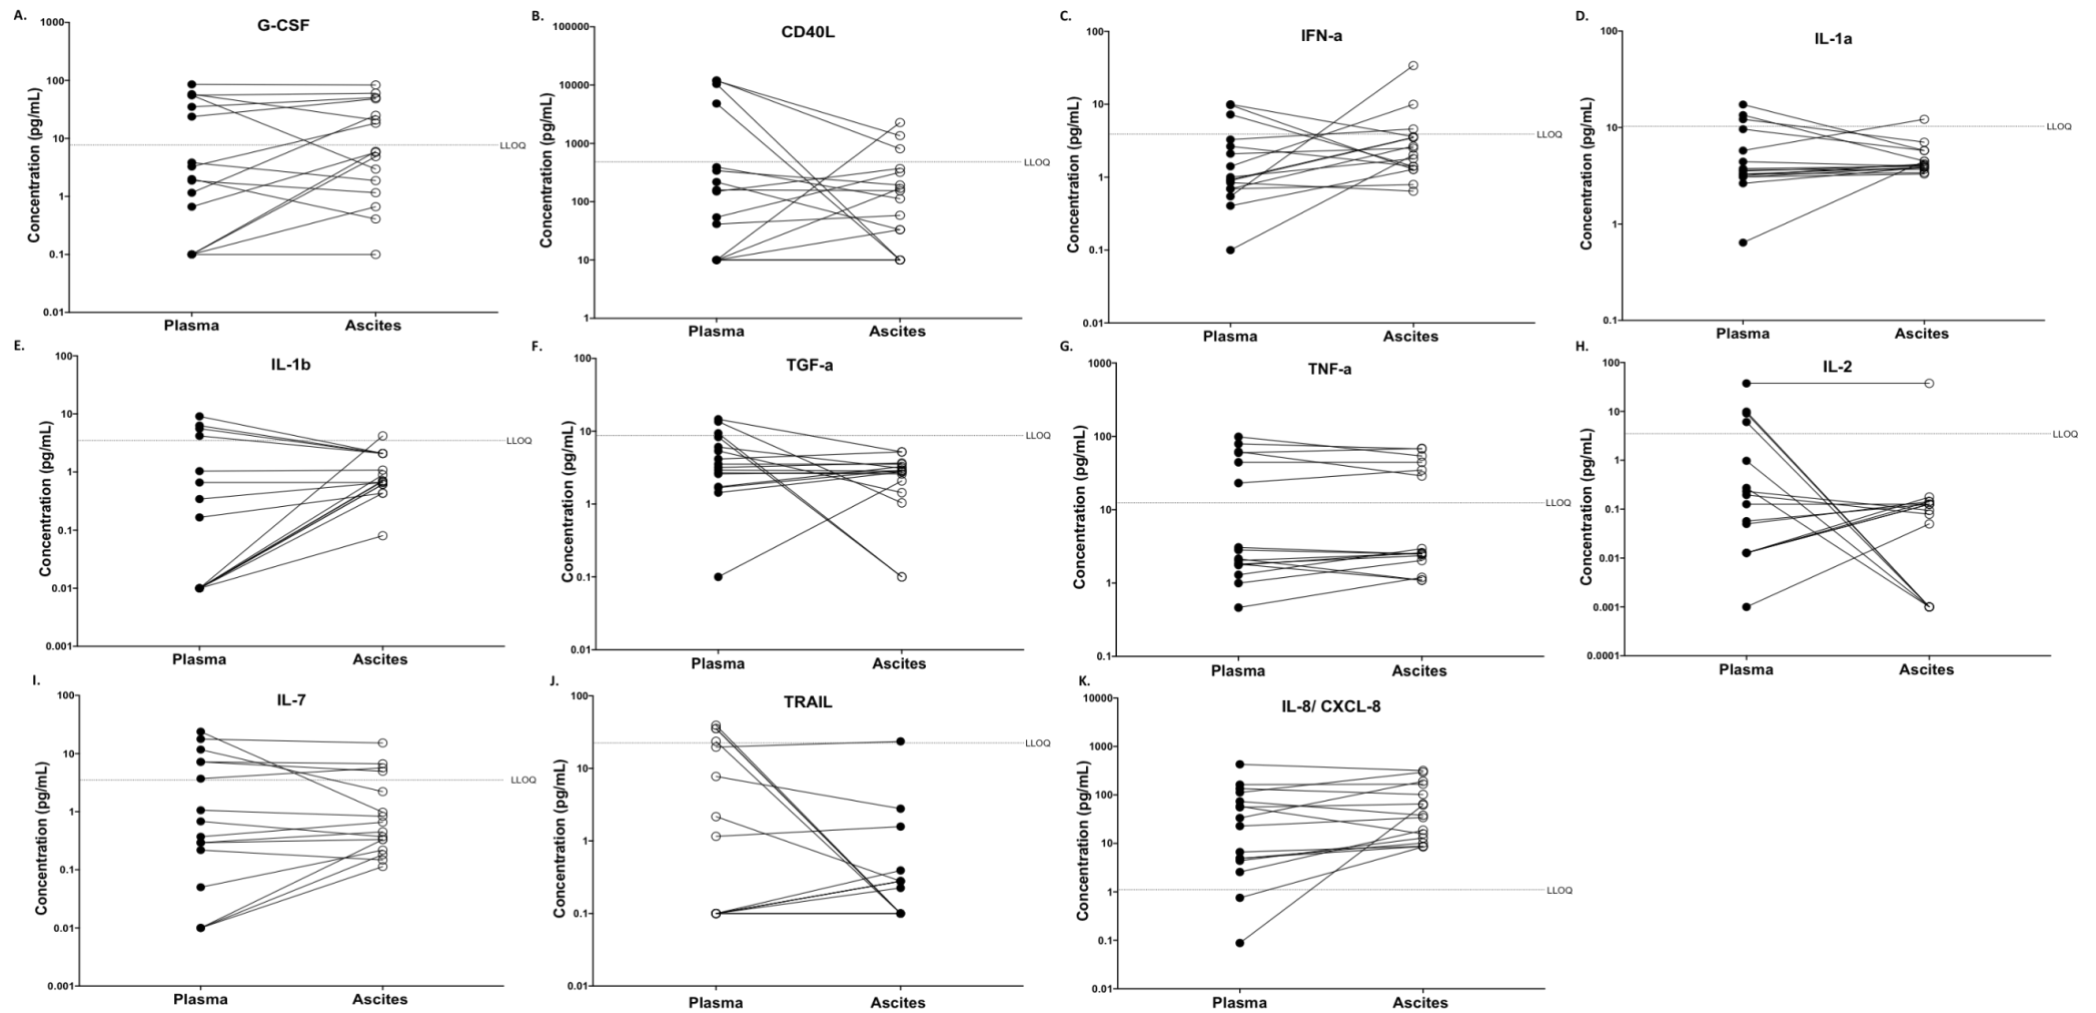 A.
G-CSF
Concentration (pg/mL)
1000
100
10
1
0.1
0.01
LLOQ
Plasma
Ascites
B.
CD40L
Concentration (pg/mL)
100000
10000
1000
100
10
1
LLOQ
Plasma
Ascites
C.
IFN-a
Concentration (pg/mL)
100
10
1
0.1
0.01
LLOQ
Plasma
Ascites
D.
IL-1a
Concentration (pg/mL)
100
10
1
0.1
LLOQ
Plasma
Ascites
E.
IL-1b
Concentration (pg/mL)
100
10
1
0.1
0.01
0.001
LLOQ
Plasma
Ascites
F.
TGF-a
Concentration (pg/mL)
100
10
1
0.1
0.01
LLOQ
Plasma
Ascites
G.
TNF-a
Concentration (pg/mL)
1000
100
10
1
0.1
LLOQ
Plasma
Ascites
H.
IL-2
Concentration (pg/mL)
100
10
1
0.1
0.01
0.001
0.0001
LLOQ
Plasma
Ascites
I.
IL-7
Concentration (pg/mL)
100
10
1
0.1
0.01
0.001
LLOQ
Plasma
Ascites
J.
TRAIL
Concentration (pg/mL)
100
10
1
0.1
0.01
LLOQ
Plasma
Ascites
K.
IL-8/ CXCL-8
Concentration (pg/mL)
10000
1000
100
10
1
0.1
0.01
LLOQ
Plasma
Ascites